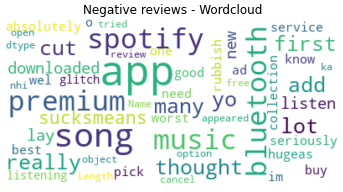 Negative reviews - Wordcloud
absolutely o tried
open dtype
cut spotify new service
review one ad know
downloaded app good rubbish first
glitch wel
nhi premium many yo need bluetooth collection add ka
sucksmeans worst free listen
lay song Name appeared seriously
best music hugeas lot
really object pick thought option im buy
listening length cancel